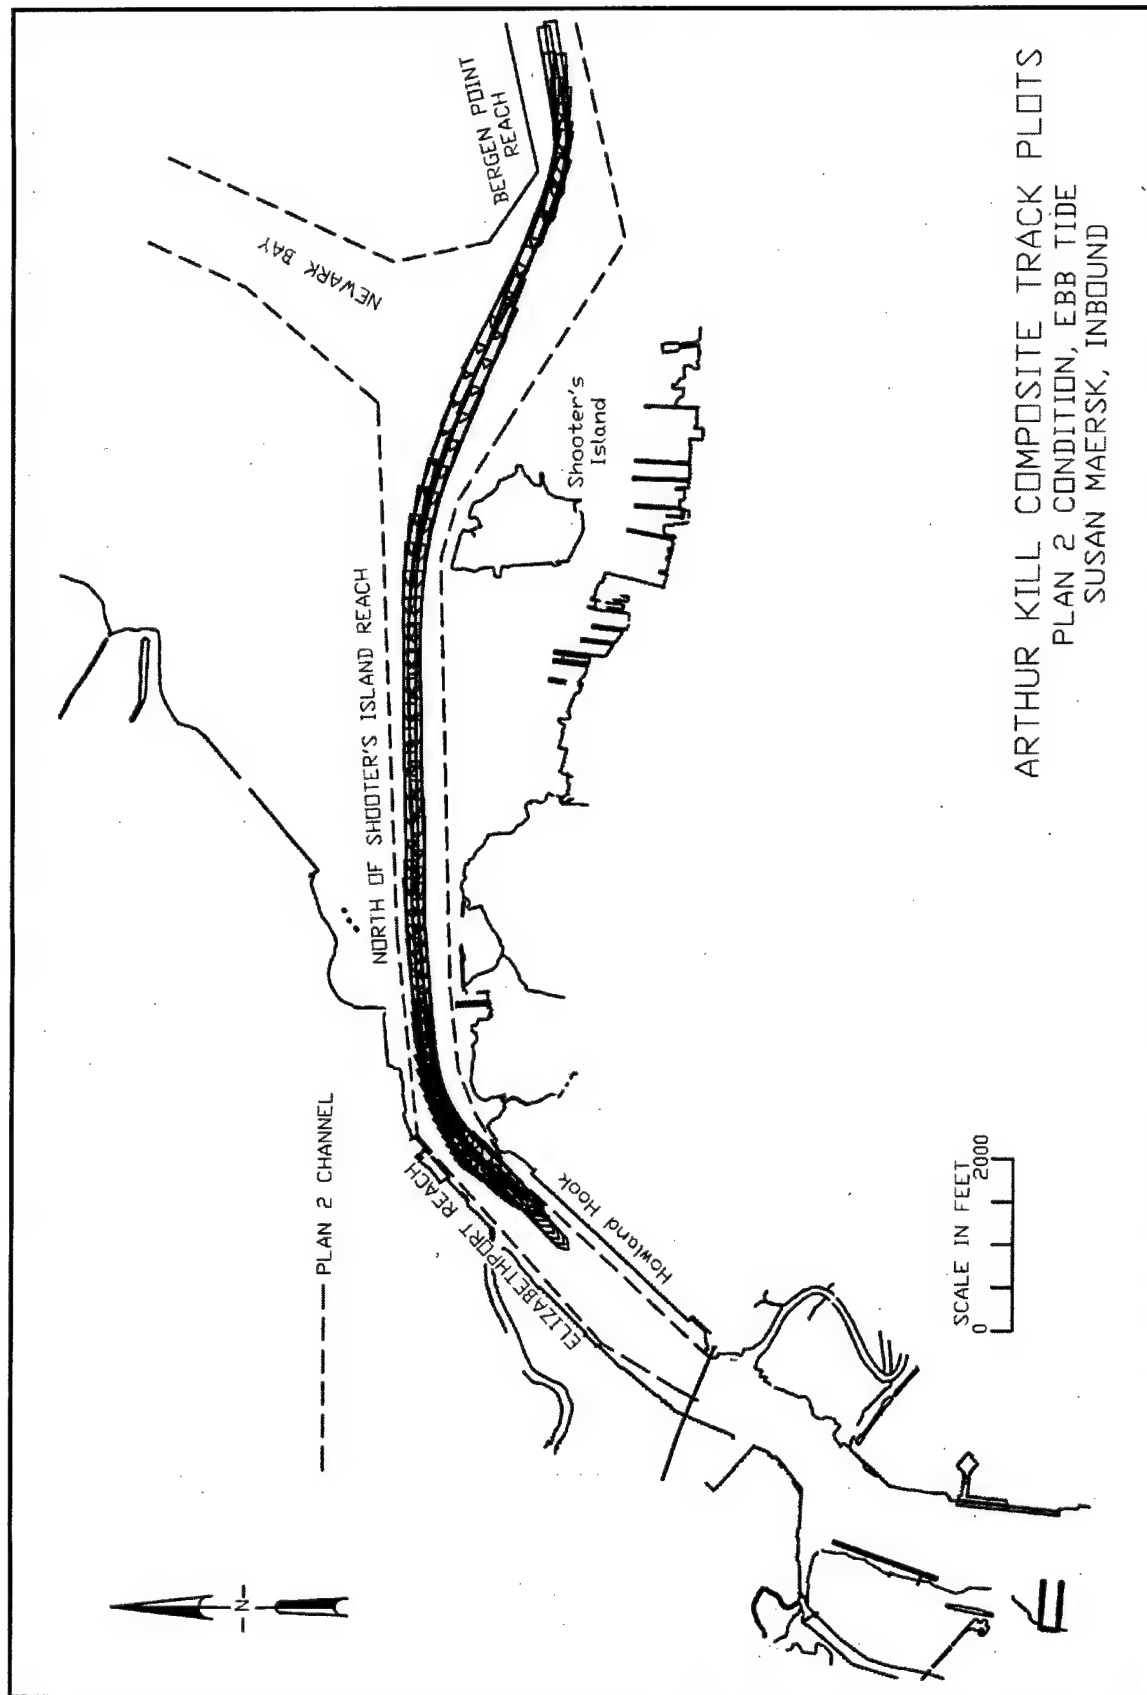 BERGEN POINT
REACH
NEWARK BAY
Shooter's
Island
NORTH OF SHOOTER'S ISLAND REACH
ELIZABETHPORT REACH
Howland Hook
PLAN 2 CHANNEL
-N-
SCALE IN FEET
0 2000
ARTHUR KILL COMPOSITE TRACK PLOTS
PLAN 2 CONDITION, EBB TIDE
SUSAN MAERSK, INBOUND